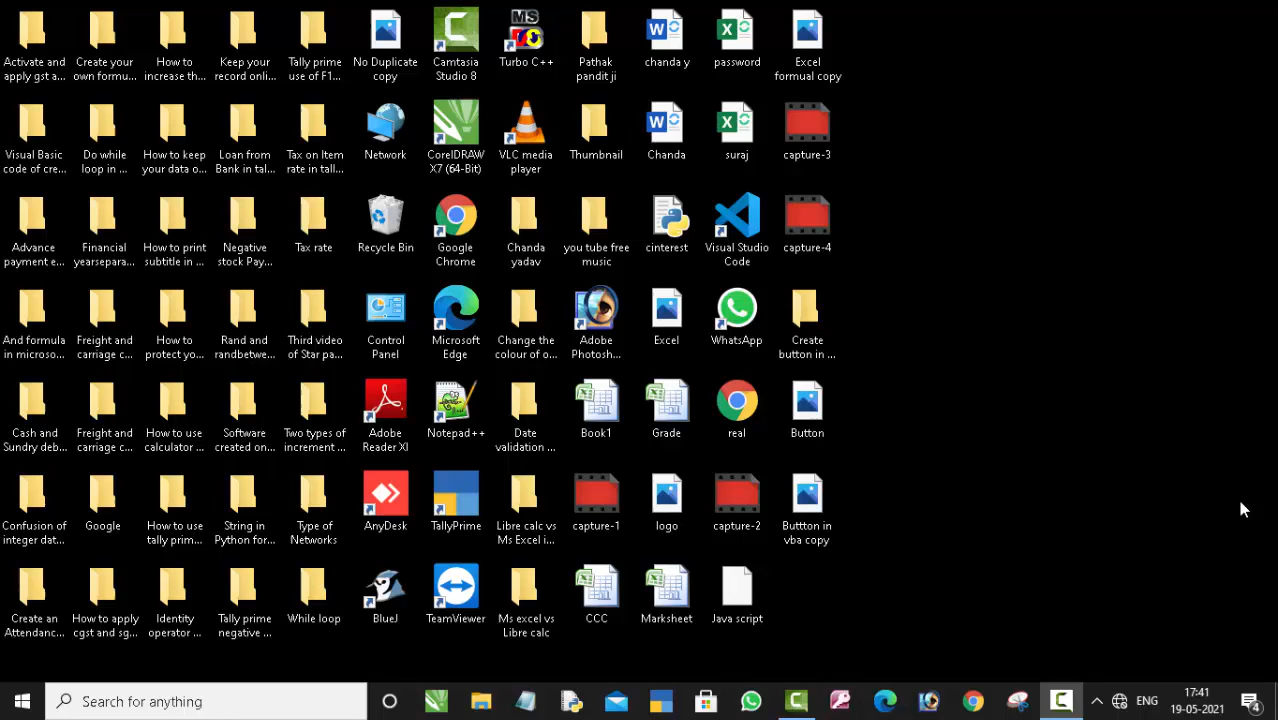 Activate and
apply gst a...
Create your
own formu...
How to
increase th...
Keep your
record onli...
Tally prime
use of F1...
No Duplicate
copy
Camtasia
Studio 8
MS
Turbo C++
Pathak
pandit ji
chanda y
password
Excel
formual copy
Visual Basic
code of cre...
Do while
loop in ...
How to keep
your data o...
Loan from
Bank in tal...
Tax on Item
rate in tall...
Network
CorelDRAW
X7 (64-Bit)
VLC media
player
Thumbnail
Chanda
suraj
capture-3
Advance
payment e...
Financial
yearsepara...
How to print
subtitle in ...
Negative
stock Pay...
Tax rate
Recycle Bin
Google
Chrome
Chanda
yadav
you tube free
music
cinterest
Visual Studio
Code
capture-4
And formula
in microso...
Freight and
carriage c...
How to
protect yo...
Rand and
randbetwe...
Third video
of Star pa...
Control
Panel
Microsoft
Edge
Change the
colour of o...
Adobe
Photosh...
Excel
WhatsApp
Create
button in ...
Cash and
Sundry deb...
Freight and
carriage c...
How to use
calculator ...
Software
created on...
Two types of
increment ...
Adobe
Reader XI
Notepad++
Date
validation ...
Book1
Grade
real
Button
Confusion of
integer dat...
Google
How to use
tally prim...
String in
Python for...
Type of
Networks
AnyDesk
TallyPrime
Libre calc vs
Ms Excel i...
capture-1
logo
capture-2
Buttton in
vba copy
Create an
Attendanc...
How to apply
cgst and sg...
Identity
operator ...
Tally prime
negative ...
While loop
BlueJ
TeamViewer
Ms excel vs
Libre calc
CCC
Marksheet
Java script
Search for anything
ENG
17:41
19-05-2021
4